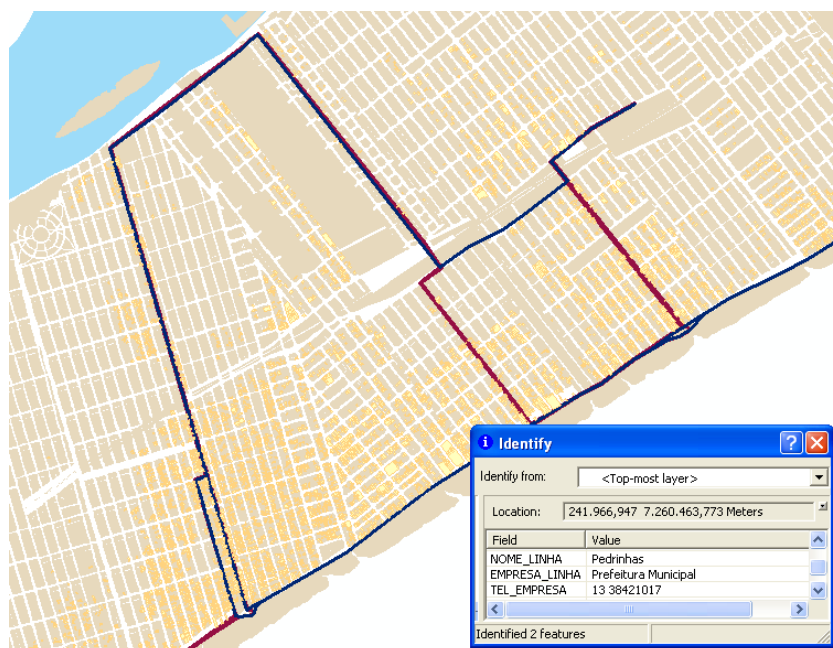 Identify
Identify from: <Top-most layer>
Location: 241.966,947 7.260.463,773 Meters
Field Value
NOME_LINHA Pedrinhas
EMPRESA_LINHA Prefeitura Municipal
TEL_EMPRESA 13 38421017
Identified 2 features